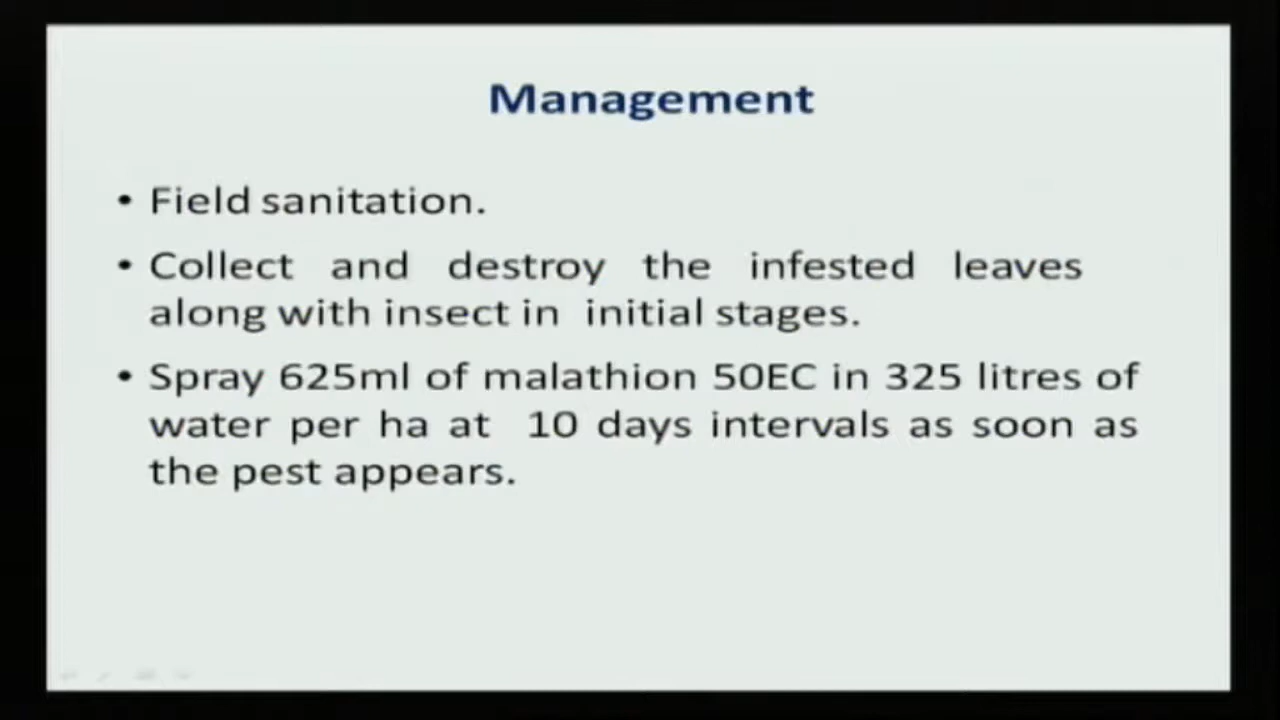 Management
• Field sanitation.
• Collect and destroy the infested leaves
along with insect in initial stages.
• Spray 625ml of malathion 50EC in 325 litres of
water per ha at 10 days intervals as soon as
the pest appears.